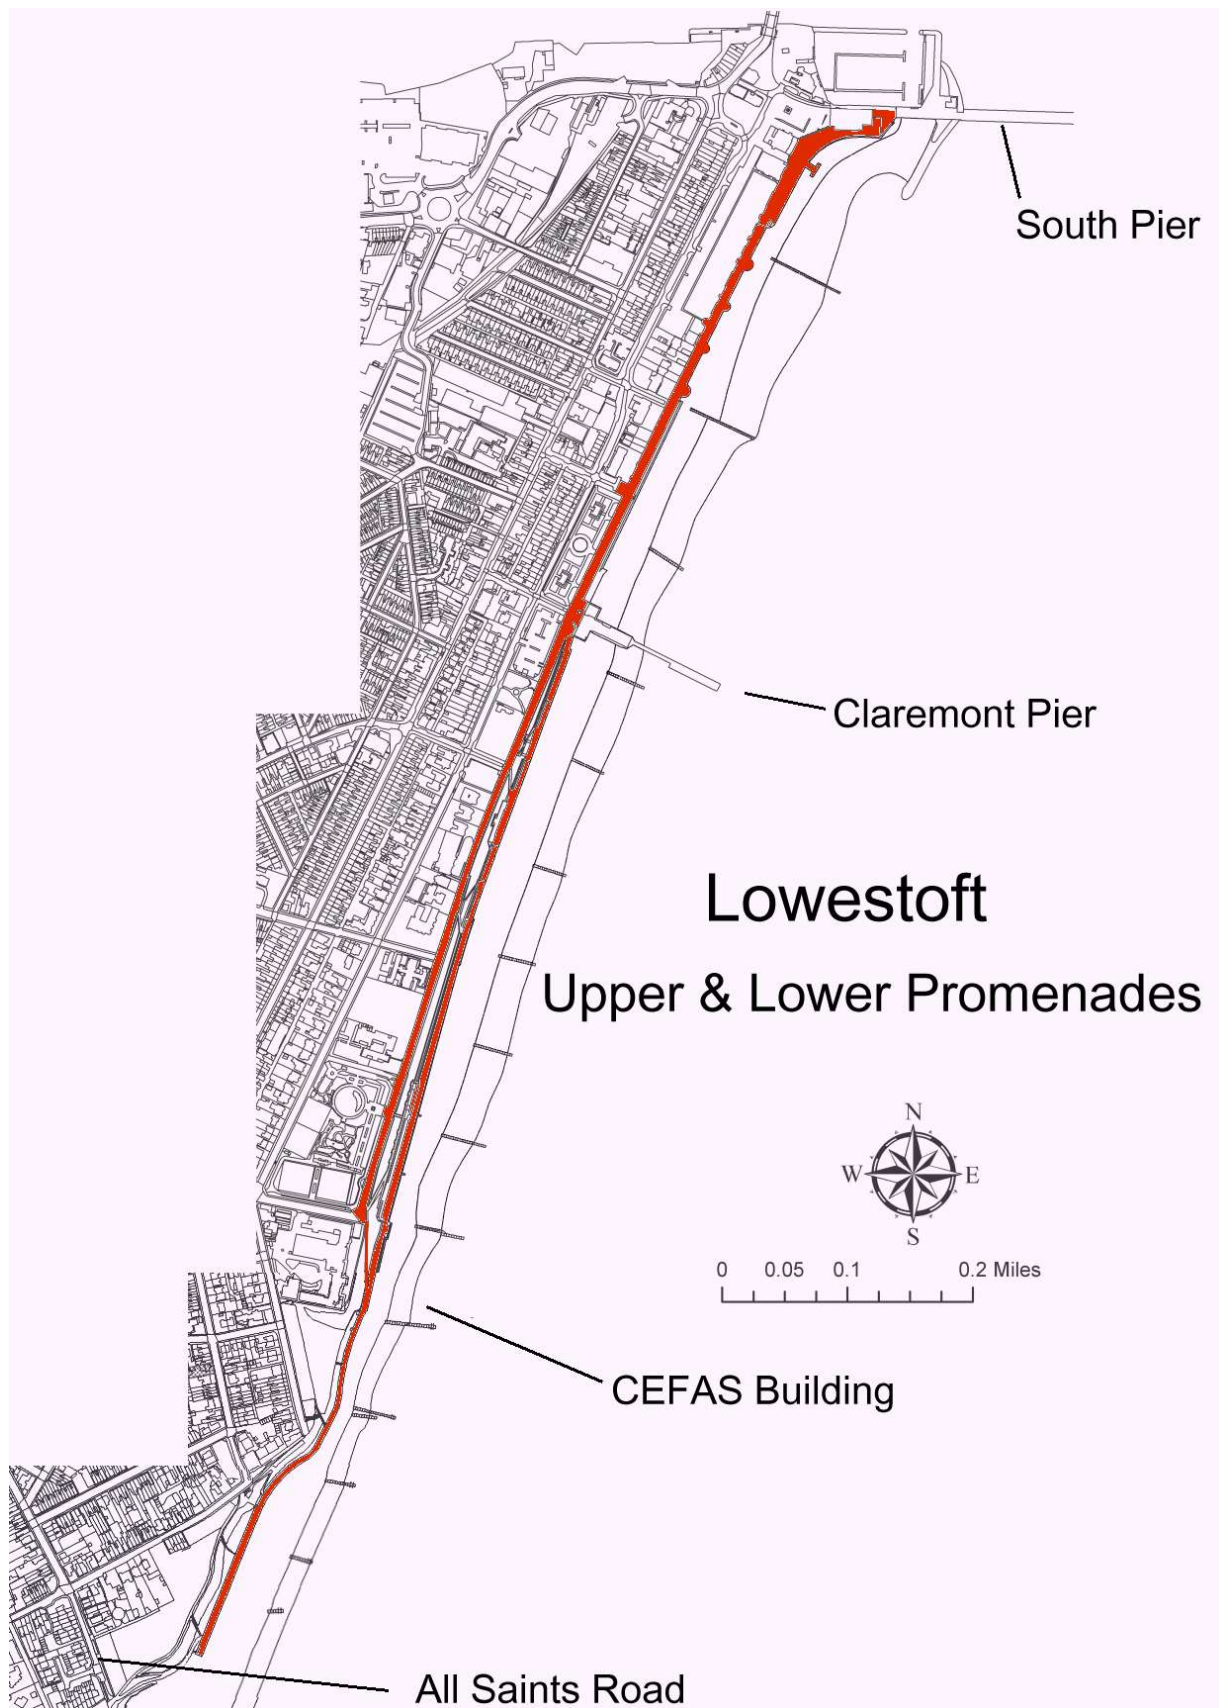 South Pier
Claremont Pier
Lowestoft
Upper & Lower Promenades
N
W E
S
0 0.05 0.1 0.2 Miles
CEFAS Building
All Saints Road